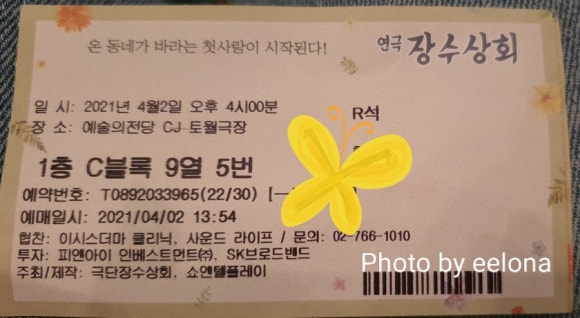 온 동네가 바라는 첫사랑이 시작된다!
연극 장수상회
일 시: 2021년 4월2일 오후 4시00분
R석
장 소: 예술의전당 CJ 토월극장
1층 C블록 9열 5번
예약번호: T0892033965(22/30) [-
예매일시: 2021/04/02 13:54
협찬: 이시스더마 클리닉, 사운드 라이프 / 문의: 02-766-1010
투자: 피앤아이 인베스트먼트㈜, SK브로드밴드
주최/제작: 극단장수상회, 쇼앤텔플레이
Photo by eelona